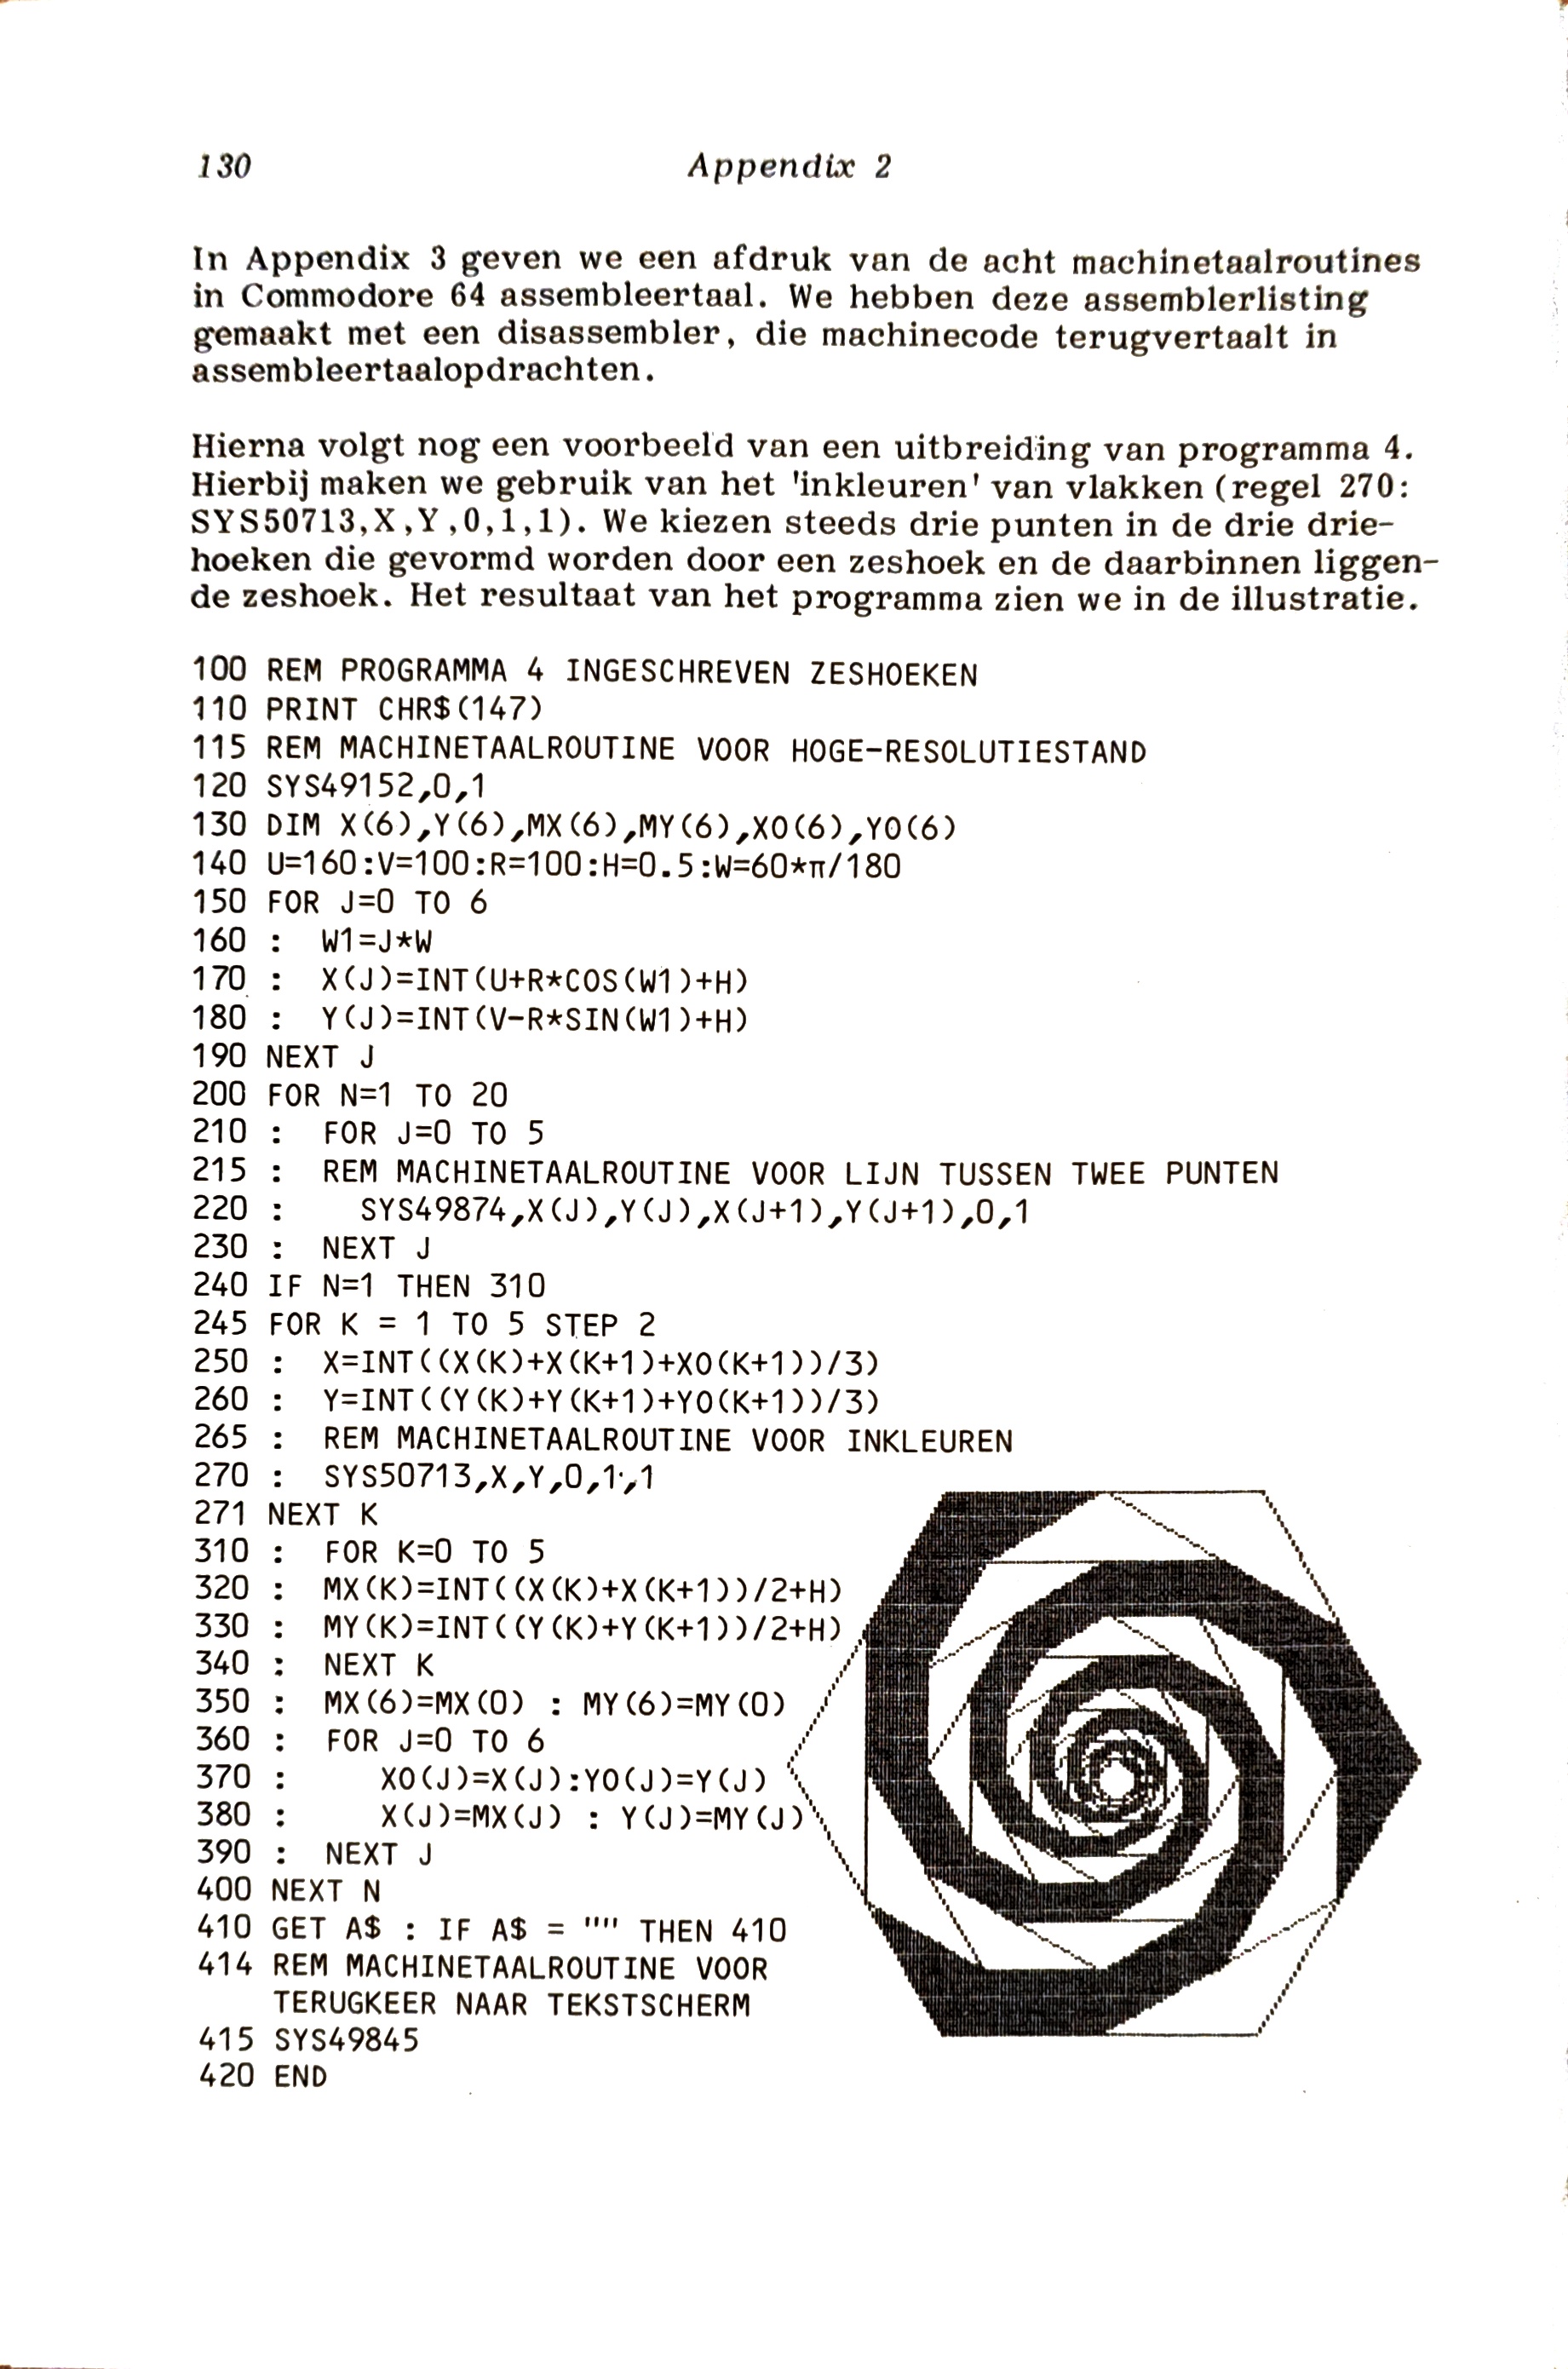 130 Appendix 2
In Appendix 3 geven we een afdruk van de acht machinetaalroutines
in Commodore 64 assembleertaal. We hebben deze assemblerlisting
gemaakt met een disassembler, die machinecode terugvertaalt in
assembleertaalopdrachten.
Hierna volgt nog een voorbeeld van een uitbreiding van programma 4.
Hierbij maken we gebruik van het 'inkleuren' van vlakken (regel 270:
SYS50713,X,Y,0,1,1). We kiezen steeds drie punten in de drie drie-
hoeken die gevormd worden door een zeshoek en de daarbinnen liggen-
de zeshoek. Het resultaat van het programma zien we in de illustratie.
100 REM PROGRAMMA 4 INGESCHREVEN ZESHOEKEN
110 PRINT CHR$(147)
115 REM MACHINETAALROUTINE VOOR HOGE-RESOLUTIESTAND
120 SYS49152,0,1
130 DIM X(6),Y(6),MX(6),MY(6),XO(6),YO(6)
140 U=160:V=100:R=100:H=0.5:W=60*π/180
150 FOR J=0 TO 6
160 :  W1=J*W
170 :  X(J)=INT(U+R*COS(W1)+H)
180 :  Y(J)=INT(V-R*SIN(W1)+H)
190 NEXT J
200 FOR N=1 TO 20
210 :  FOR J=0 TO 5
215 :  REM MACHINETAALROUTINE VOOR LIJN TUSSEN TWEE PUNTEN
220 :    SYS49874,X(J),Y(J),X(J+1),Y(J+1),0,1
230 :  NEXT J
240 IF N=1 THEN 310
245 FOR K = 1 TO 5 STEP 2
250 :  X=INT((X(K)+X(K+1)+XO(K+1))/3)
260 :  Y=INT((Y(K)+Y(K+1)+YO(K+1))/3)
265 :  REM MACHINETAALROUTINE VOOR INKLEUREN
270 :  SYS50713,X,Y,0,1,1
271 NEXT K
310 :  FOR K=0 TO 5
320 :  MX(K)=INT((X(K)+X(K+1))/2+H)
330 :  MY(K)=INT((Y(K)+Y(K+1))/2+H)
340 :  NEXT K
350 :  MX(6)=MX(0) : MY(6)=MY(0)
360 :  FOR J=0 TO 6
370 :     XO(J)=X(J):YO(J)=Y(J)
380 :     X(J)=MX(J) : Y(J)=MY(J)
390 :  NEXT J
400 NEXT N
410 GET A$ : IF A$ = "" THEN 410
414 REM MACHINETAALROUTINE VOOR
TERUGKEER NAAR TEKSTSCHERM
415 SYS49845
420 END